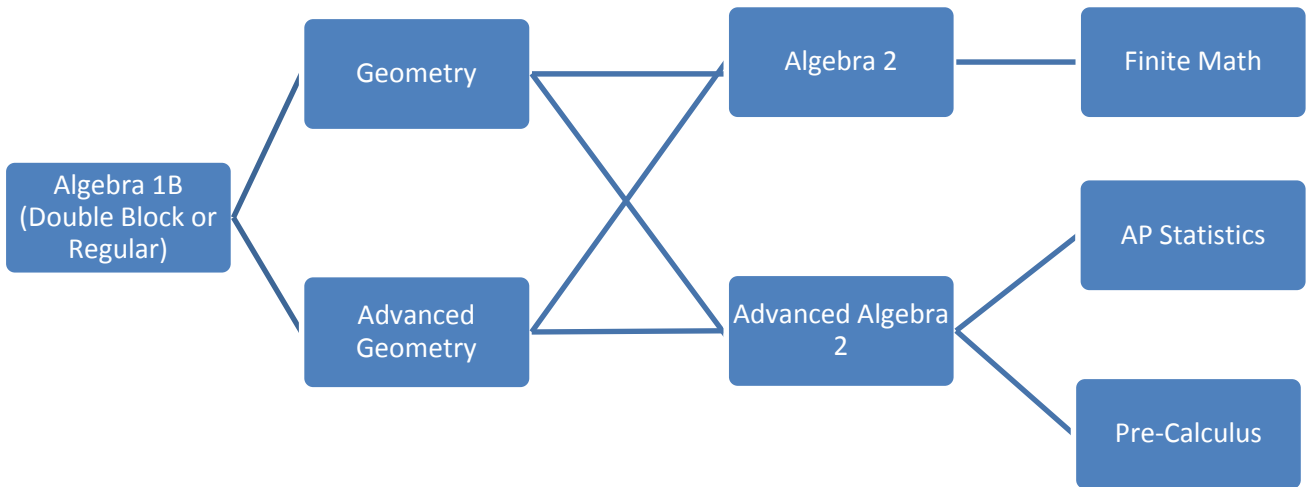 Algebra 1B
(Double Block or
Regular)
Geometry
Advanced
Geometry
Algebra 2
Advanced Algebra
2
Finite Math
AP Statistics
Pre-Calculus